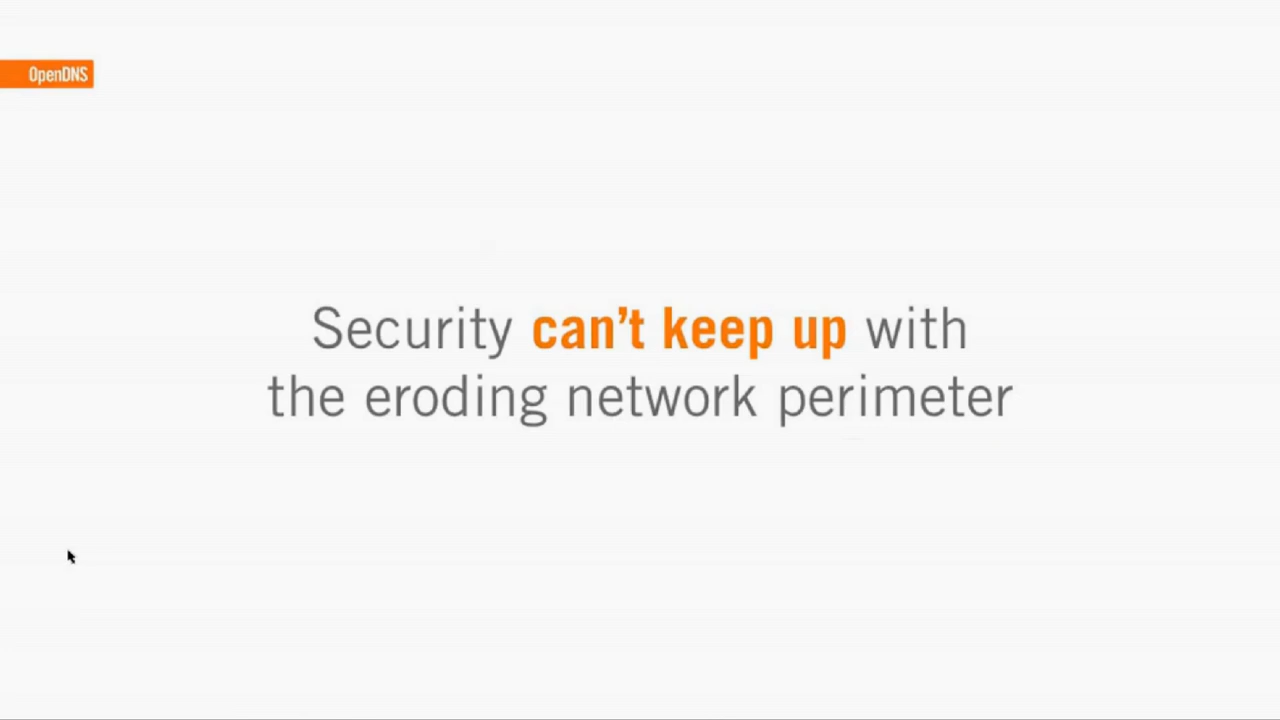 OpenDNS
Security can’t keep up with
the eroding network perimeter